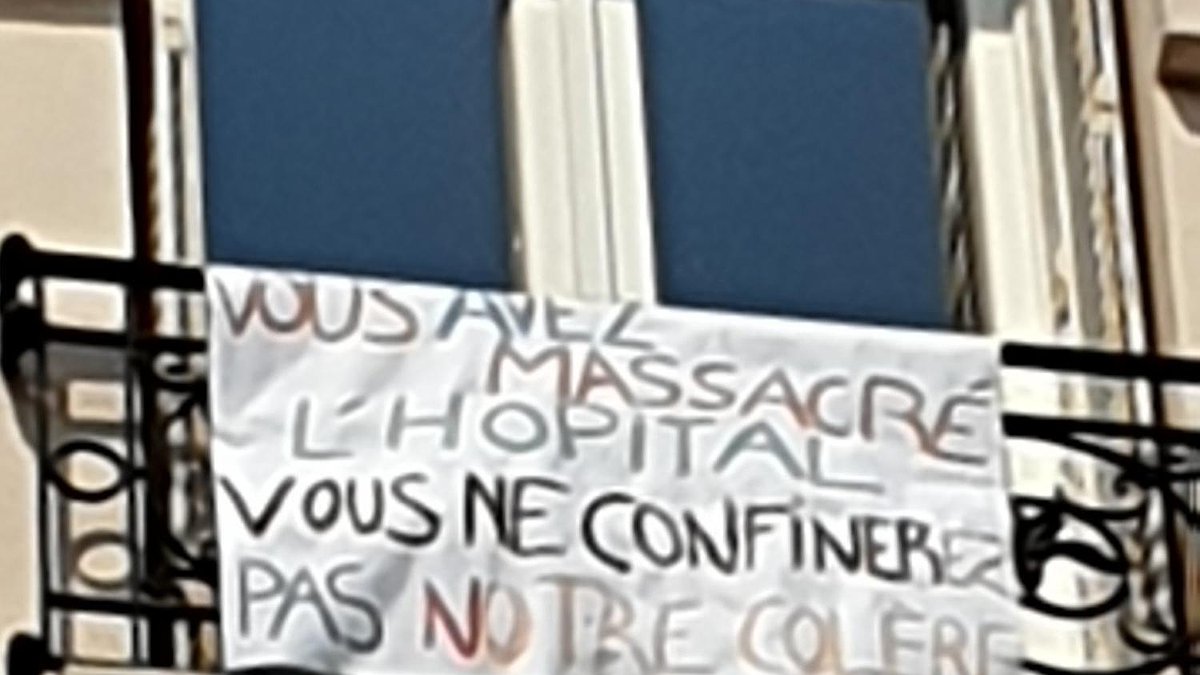 VOUS AVEZ
MASSACRÉ
L'HOPITAL
VOUS NE CONFINEREZ
PAS NOTRE COLÈRE